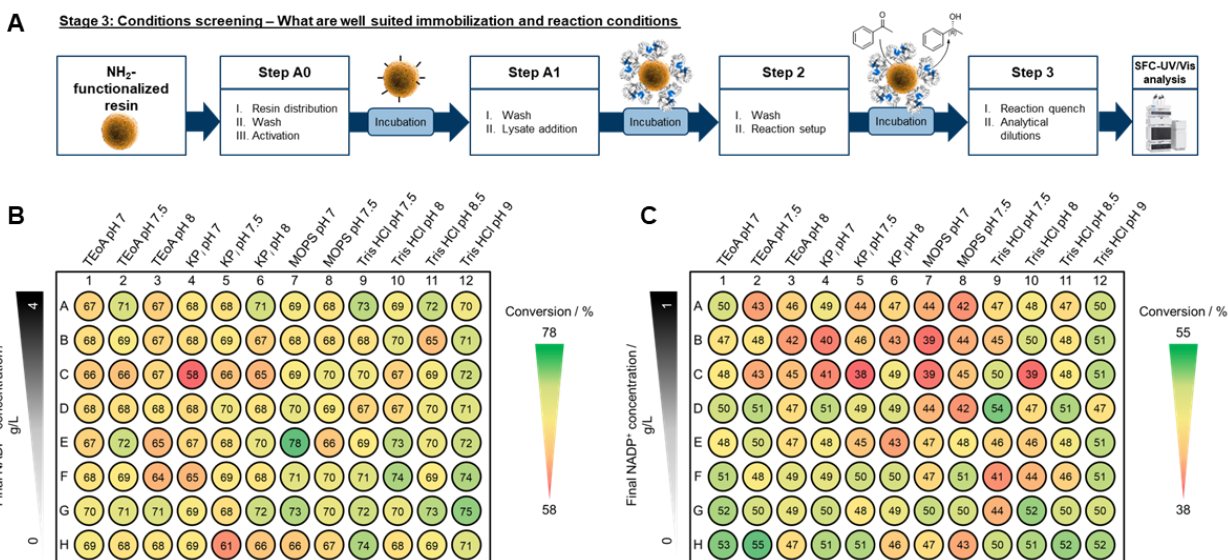 A
Stage 3: Conditions screening – What are well suited immobilization and reaction conditions
NH2-
functionalized
resin
Step A0
I. Resin distribution
II. Wash
III. Activation
Incubation
Step A1
I. Wash
II. Lysate addition
Incubation
O
OH
Step 2
I. Wash
II. Reaction setup
Incubation
Step 3
I. Reaction quench
II. Analytical
dilutions
SFC-UV/Vis
analysis
B
TEoA pH 7
TEoA pH 7.5
TEoA pH 8
KPi pH 7
KPi pH 7.5
KPi pH 8
MOPS pH 7
MOPS pH 7.5
Tris HCl pH 7.5
Tris HCl pH 8
Tris HCl pH 8.5
Tris HCl pH 9
1 2 3 4 5 6 7 8 9 10 11 12
A 67 71 67 68 68 71 69 68 73 69 72 70
B 68 69 67 68 69 67 68 68 68 70 65 71
C 66 66 67 58 66 65 69 70 70 67 69 72
D 68 68 68 68 70 68 70 69 67 67 70 71
E 67 72 65 67 68 70 78 66 69 73 70 72
F 68 69 64 65 69 68 71 70 71 74 69 74
G 70 71 71 69 68 72 73 70 72 70 73 75
H 69 68 68 69 61 66 66 67 74 68 69 71
4
0
concentration /
g/L
Conversion / %
78
58
C
TEoA pH 7
TEoA pH 7.5
TEoA pH 8
KPi pH 7
KPi pH 7.5
KPi pH 8
MOPS pH 7
MOPS pH 7.5
Tris HCl pH 7.5
Tris HCl pH 8
Tris HCl pH 8.5
Tris HCl pH 9
1 2 3 4 5 6 7 8 9 10 11 12
A 50 43 46 49 44 47 44 42 47 48 47 50
B 47 48 42 40 46 43 39 44 45 50 48 51
C 48 43 45 41 38 49 39 45 50 39 48 51
D 50 51 47 51 49 49 44 42 54 47 51 47
E 48 50 47 48 45 43 47 48 46 46 48 51
F 51 48 49 49 50 50 47 51 41 44 46 51
G 52 50 50 50 48 49 50 50 44 52 50 50
H 53 55 47 51 51 46 47 43 50 51 52 52
1
0
Final NADP+ concentration /
g/L
Conversion / %
55
38